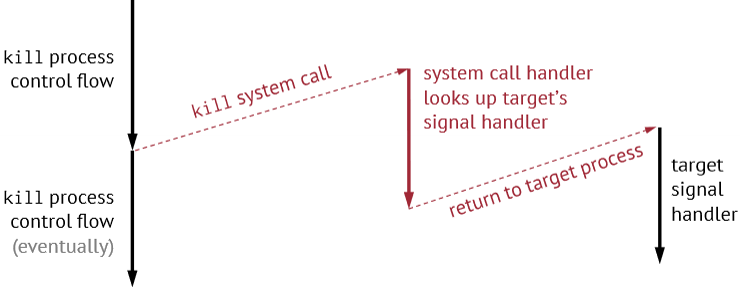 kill process
control flow
kill system call
system call handler
looks up target's
signal handler
return to target process
target
signal
handler
kill process
control flow
(eventually)